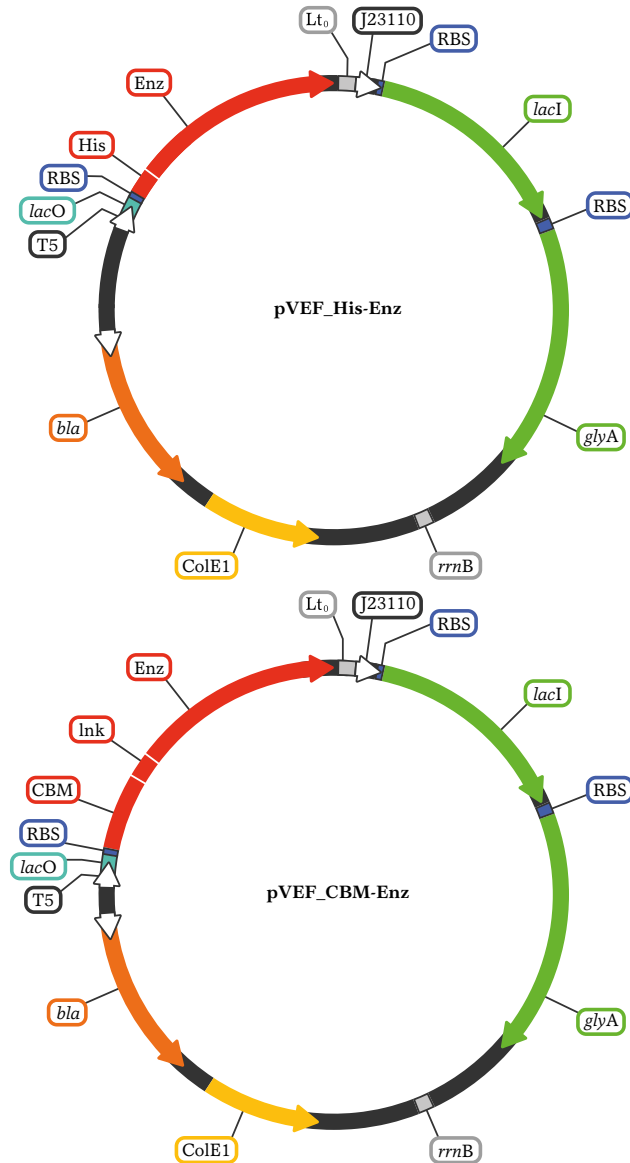 Lt₀
J23110
RBS
Enz
lacI
His
RBS
lacO
T5
RBS
pVEF_His-Enz
bla
glyA
ColE1
rrnB
Lt₀
J23110
RBS
Enz
lacI
lnk
CBM
RBS
RBS
lacO
T5
pVEF_CBM-Enz
bla
glyA
ColE1
rrnB